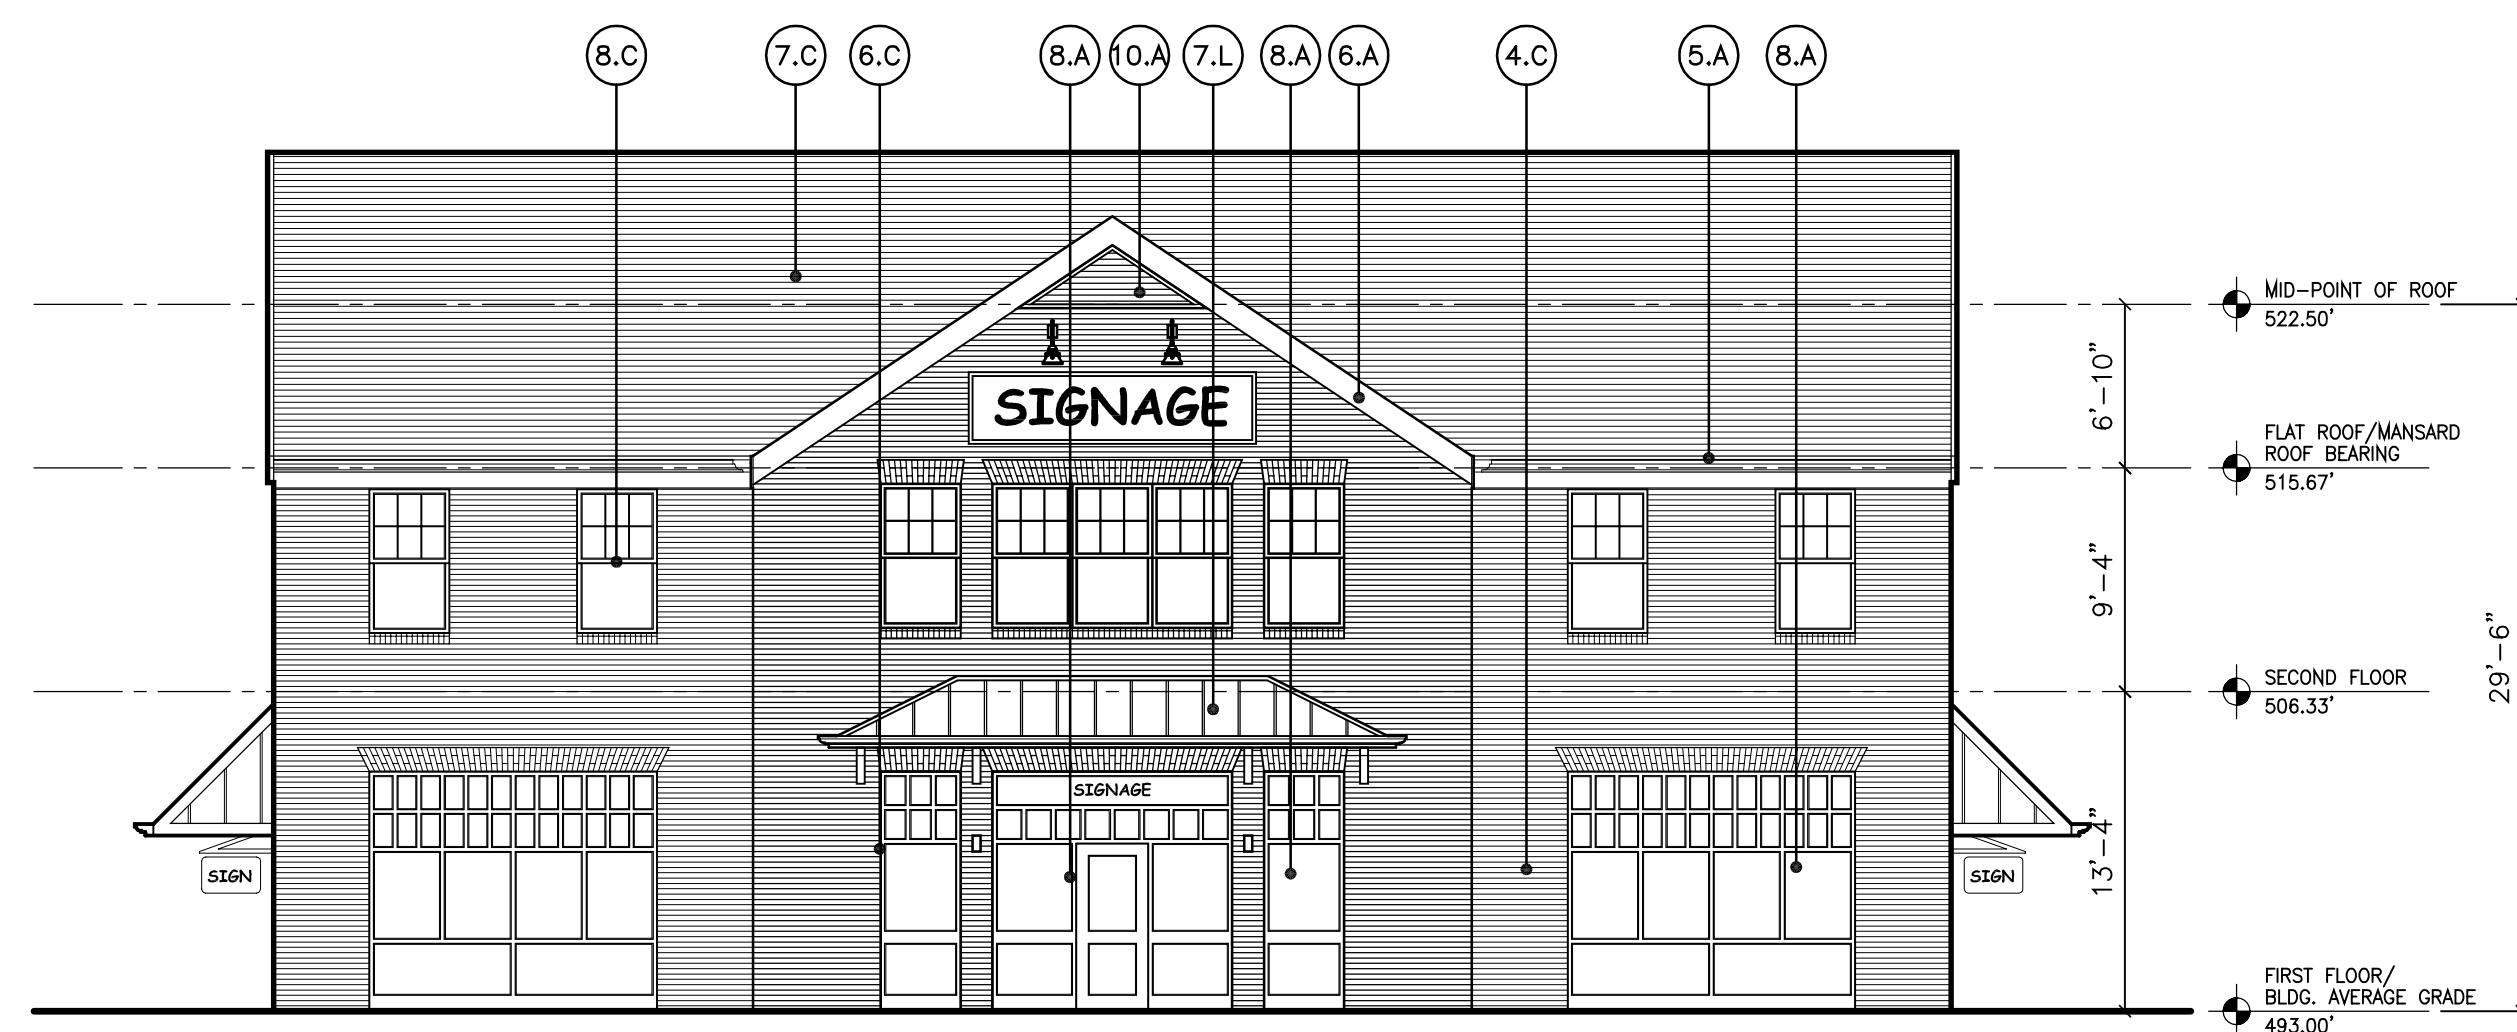 8.C
7.C
6.C
8.A
10.A
7.L
8.A
6.A
4.C
5.A
8.A
MID-POINT OF ROOF
522.50'
6'-10"
SIGNAGE
FLAT ROOF/MANSARD
ROOF BEARING
515.67'
9'-4"
29'-6"
SECOND FLOOR
506.33'
SIGNAGE
13'-4"
SIGN
SIGN
FIRST FLOOR/
BLDG. AVERAGE GRADE
493.00'